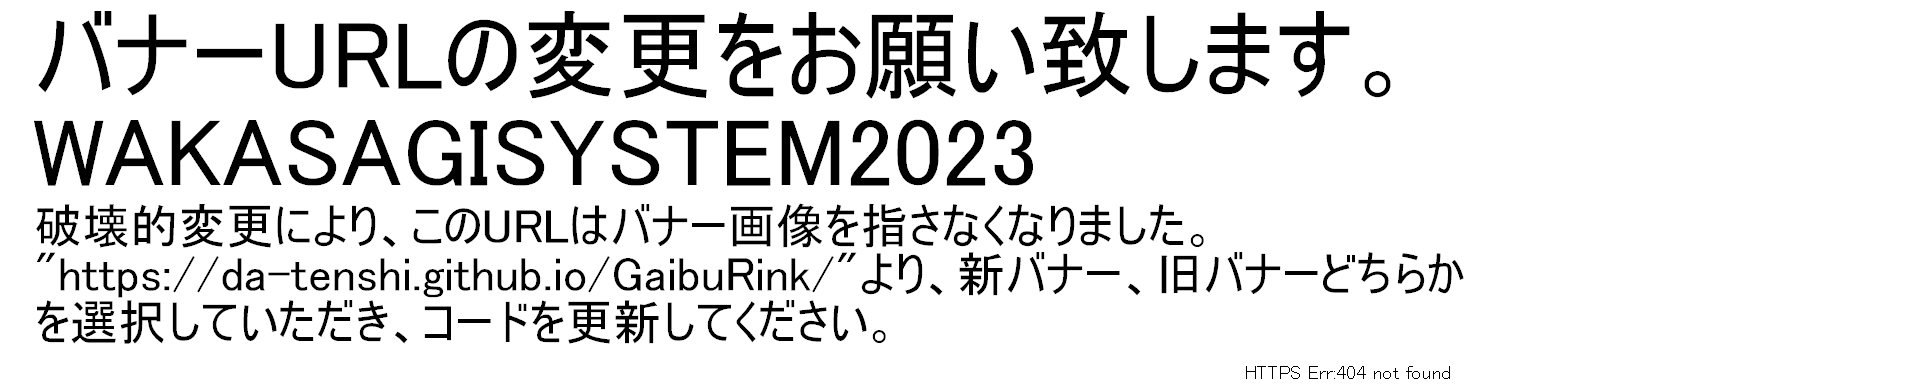 バナーURLの変更をお願い致します。
WAKASAGISYSTEM2023
破壊的変更により、このURLはバナー画像を指さなくなりました。
"https://da-tenshi.github.io/GaibuRink/"より、新バナー、旧バナーどちらか
を選択していただき、コードを更新してください。
HTTPS Err:404 not found